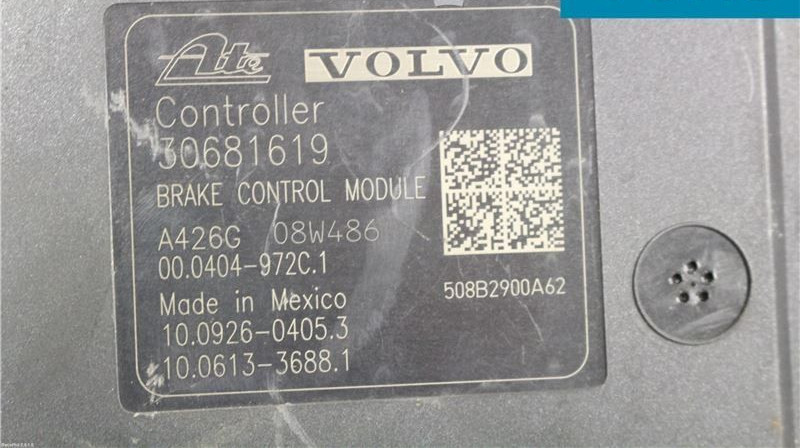 Ate VOLVO
Controller
30681619
BRAKE CONTROL MODULE
A426G 08W486
00.0404-972C.1
508B2900A62
Made in Mexico
10.0926-0405.3
10.0613-3688.1